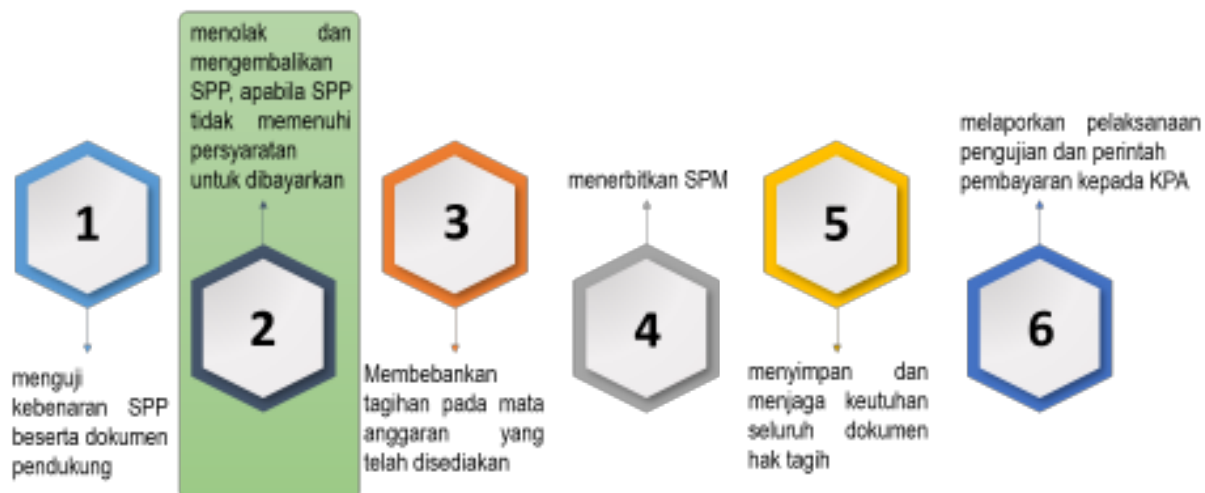 1
menguji
kebenaran SPP
beserta dokumen
pendukung
menolak dan
mengembalikan
SPP, apabila SPP
tidak memenuhi
persyaratan
untuk dibayarkan
2
3
Membebankan
tagihan pada mata
anggaran yang
telah disediakan
menerbitkan SPM
4
5
menyimpan dan
menjaga keutuhan
seluruh dokumen
hak tagih
melaporkan pelaksanaan
pengujian dan perintah
pembayaran kepada KPA
6